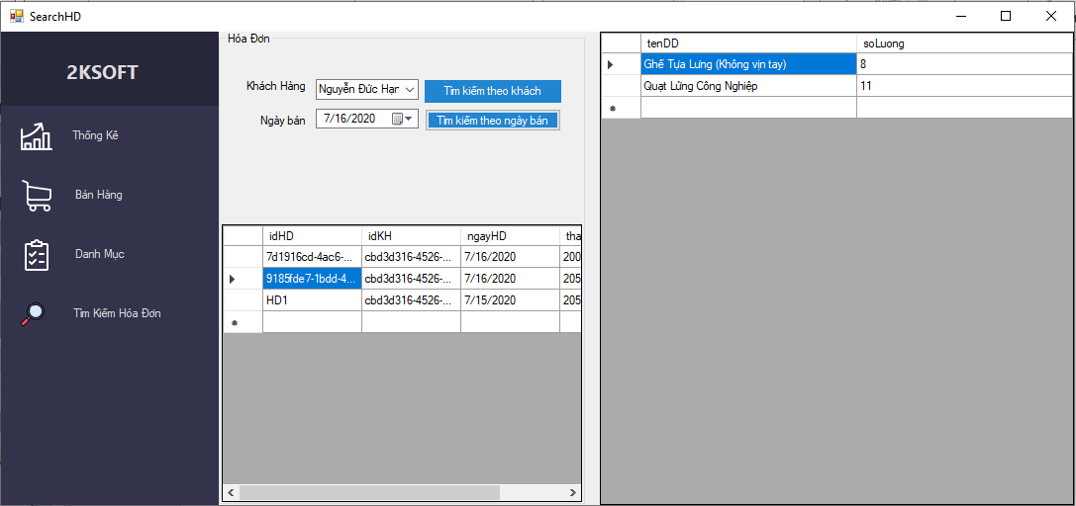 SearchHD
2KSOFT
Thống Kê
Bán Hàng
Danh Mục
Tìm Kiếm Hóa Đơn
Hóa Đơn
Khách Hàng Nguyễn Đức Hạn Tìm kiếm theo khách
Ngày bán 7/16/2020 Tìm kiếm theo ngày bán
idHD idKH ngayHD tha
7d1916cd-4ac6-... cbd3d316-4526-... 7/16/2020 200
9185fde7-1bdd-4... cbd3d316-4526-... 7/16/2020 205
HD1 cbd3d316-4526-... 7/15/2020 205
tenDD soLuong
Ghế Tựa Lưng (Không vịn tay) 8
Quạt Lửng Công Nghiệp 11